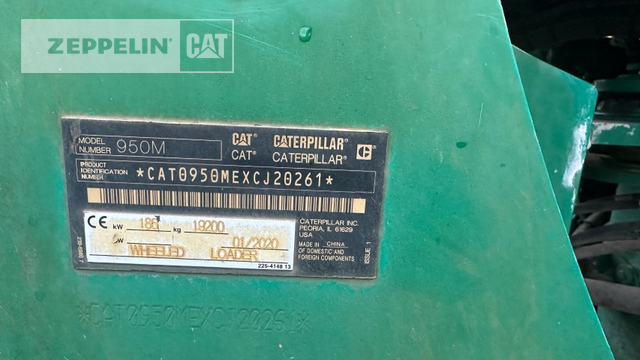 ZEPPELIN CAT
MODEL NUMBER 950M
CAT® CATERPILLAR®
CAT® CATERPILLAR®
PRODUCT IDENTIFICATION NUMBER
*CAT0950MEXCJ20261*
CE kW 186 kg 19200
kW 01/2020
WHEELED LOADER
225-4148 13
CATERPILLAR INC.
PEORIA, IL 61629
USA
MADE IN CHINA
OF DOMESTIC AND
FOREIGN COMPONENTS
ISSUE 1
*CAT0950MEXCJ20261*